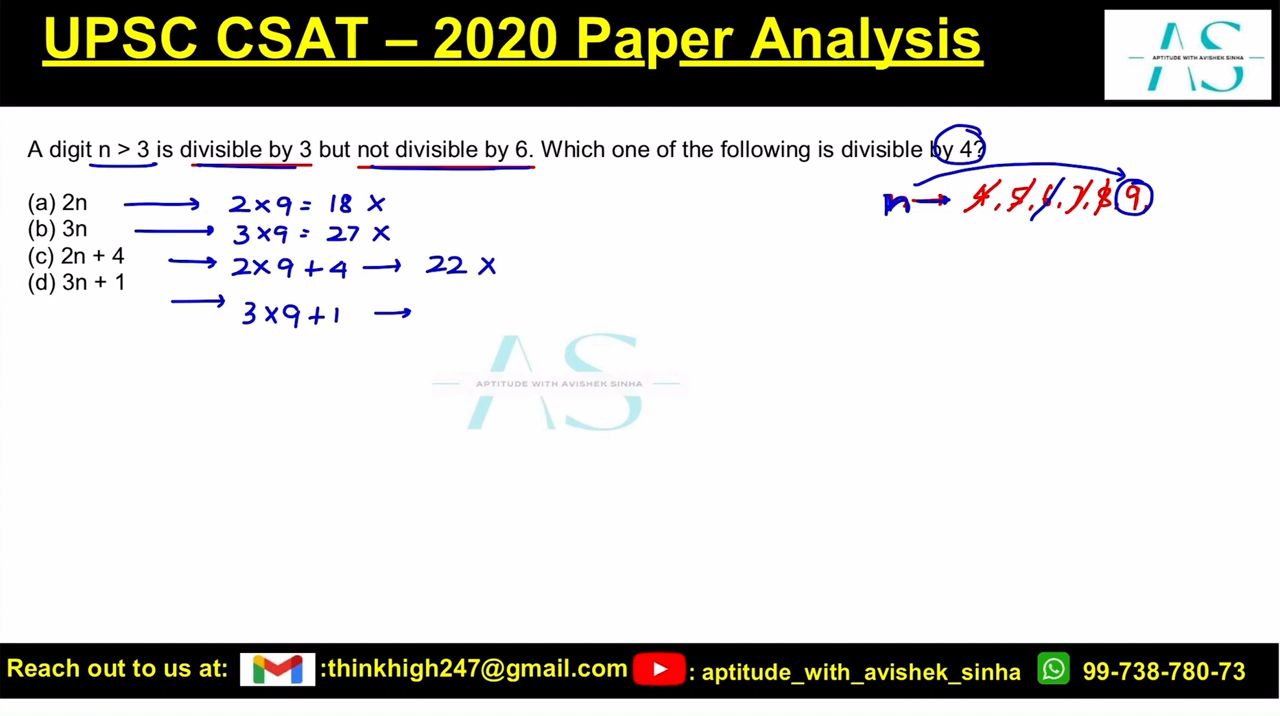 UPSC CSAT – 2020 Paper Analysis
AS
APTITUDE WITH AVISHEK SINHA
A digit n > 3 is divisible by 3 but not divisible by 6. Which one of the following is divisible by 4?
n → 4, 5, 6, 7, 8, 9
(a) 2n → 2 × 9 = 18 ×
(b) 3n → 3 × 9 = 27 ×
(c) 2n + 4 → 2 × 9 + 4 → 22 ×
(d) 3n + 1 → 3 × 9 + 1 →
AS
APTITUDE WITH AVISHEK SINHA
Reach out to us at: :thinkhigh247@gmail.com : aptitude_with_avishek_sinha 99-738-780-73